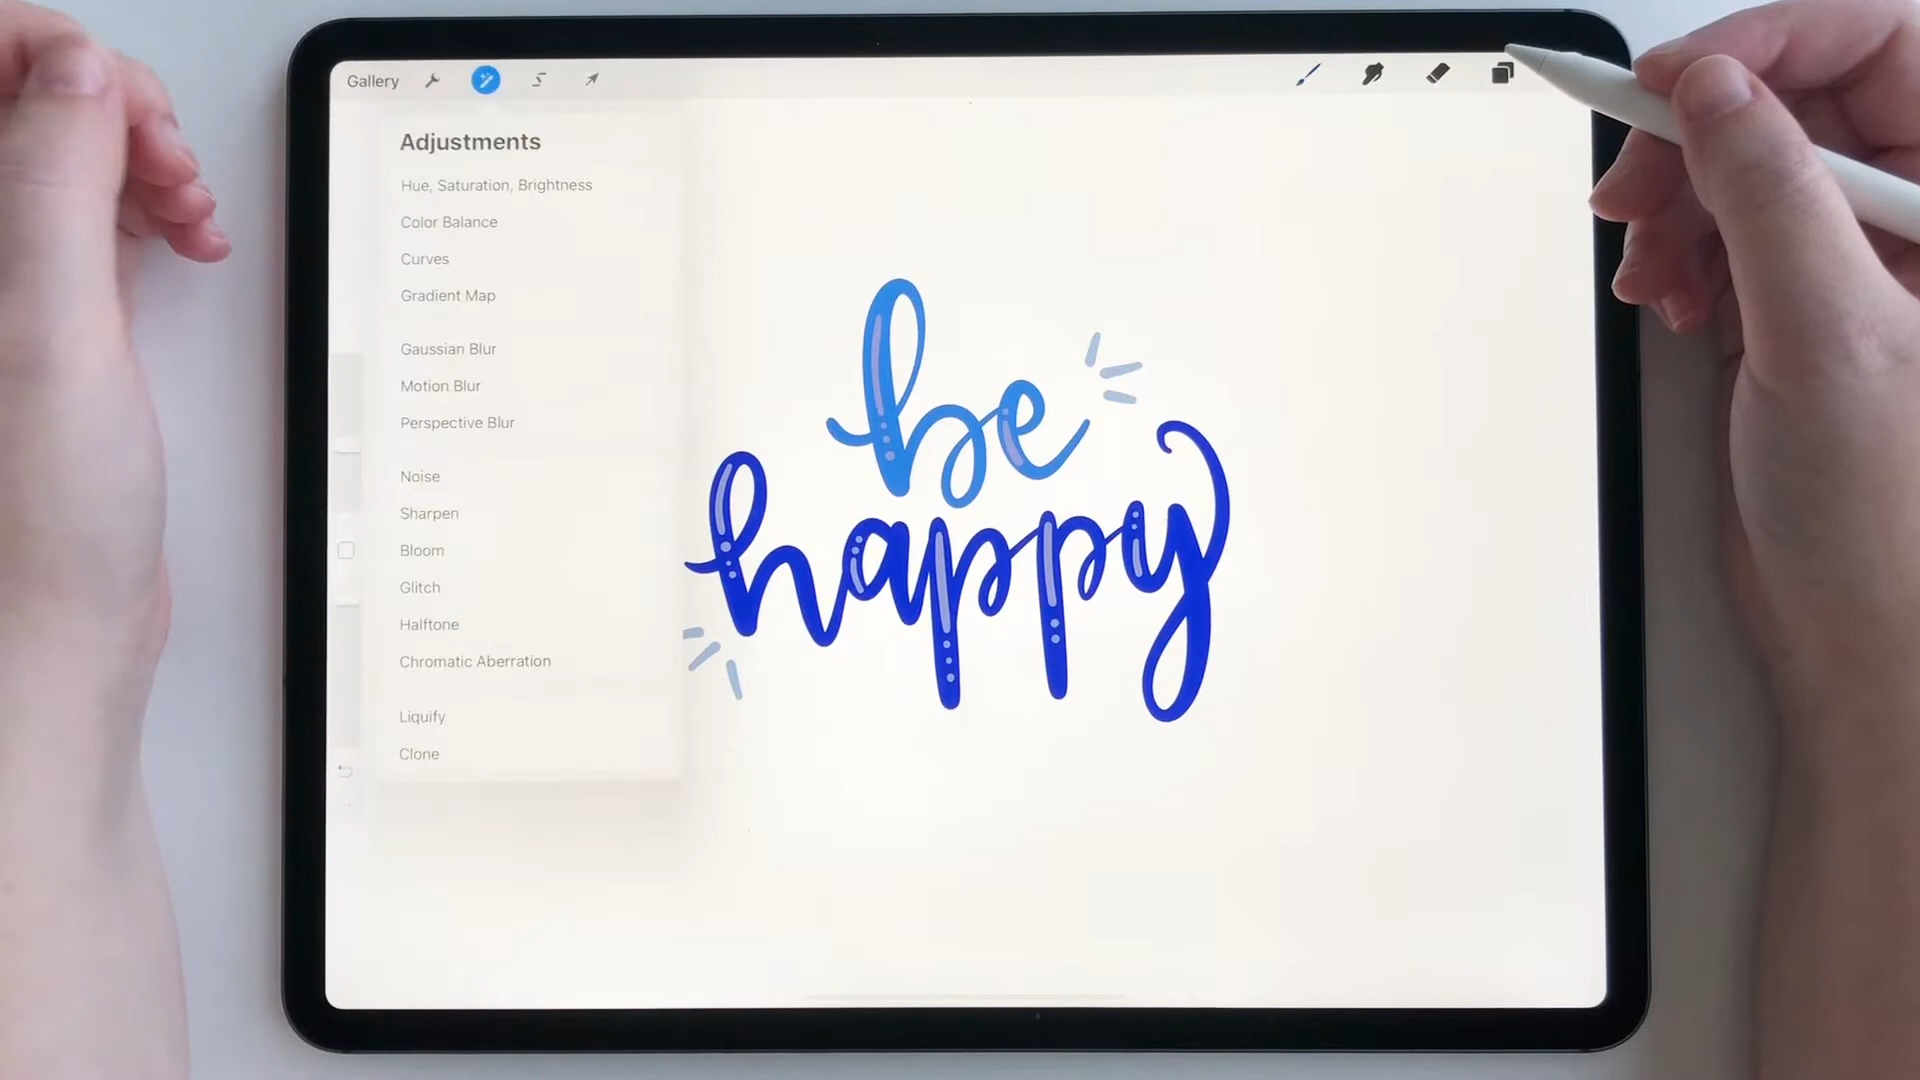 Gallery
Adjustments
Hue, Saturation, Brightness
Color Balance
Curves
Gradient Map
Gaussian Blur
Motion Blur
Perspective Blur
Noise
Sharpen
Bloom
Glitch
Halftone
Chromatic Aberration
Liquify
Clone
be
happy